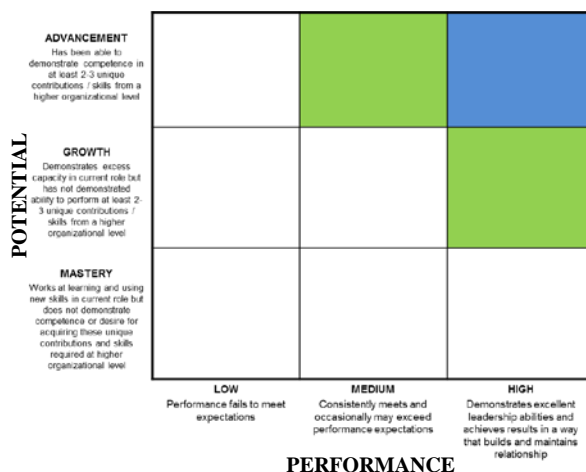 ADVANCEMENT
Has been able to
demonstrate competence in
at least 2-3 unique
contributions / skills from a
higher organizational level
POTENTIAL
GROWTH
Demonstrates excess
capacity in current role but
has not demonstrated
ability to perform at least 2-
3 unique contributions /
skills from a higher
organizational level
MASTERY
Works at learning and using
new skills in current role but
does not demonstrate
competence or desire for
acquiring these unique
contributions and skills
required at higher
organizational level
LOW
Performance fails to meet
expectations
MEDIUM
Consistently meets and
occasionally may exceed
performance expectations
HIGH
Demonstrates excellent
leadership abilities and
achieves results in a way
that builds and maintains
relationship
PERFORMANCE